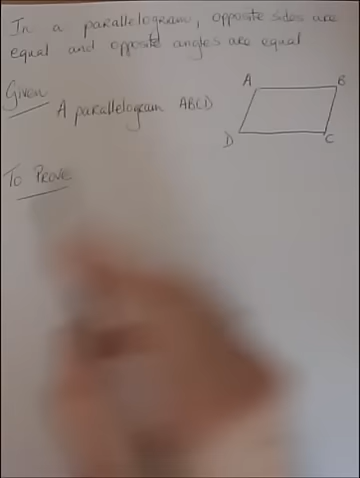 In a parallelogram, opposite sides are
equal and opposite angles are equal
Given
A parallelogram ABCD
A
B
D
C
To Prove